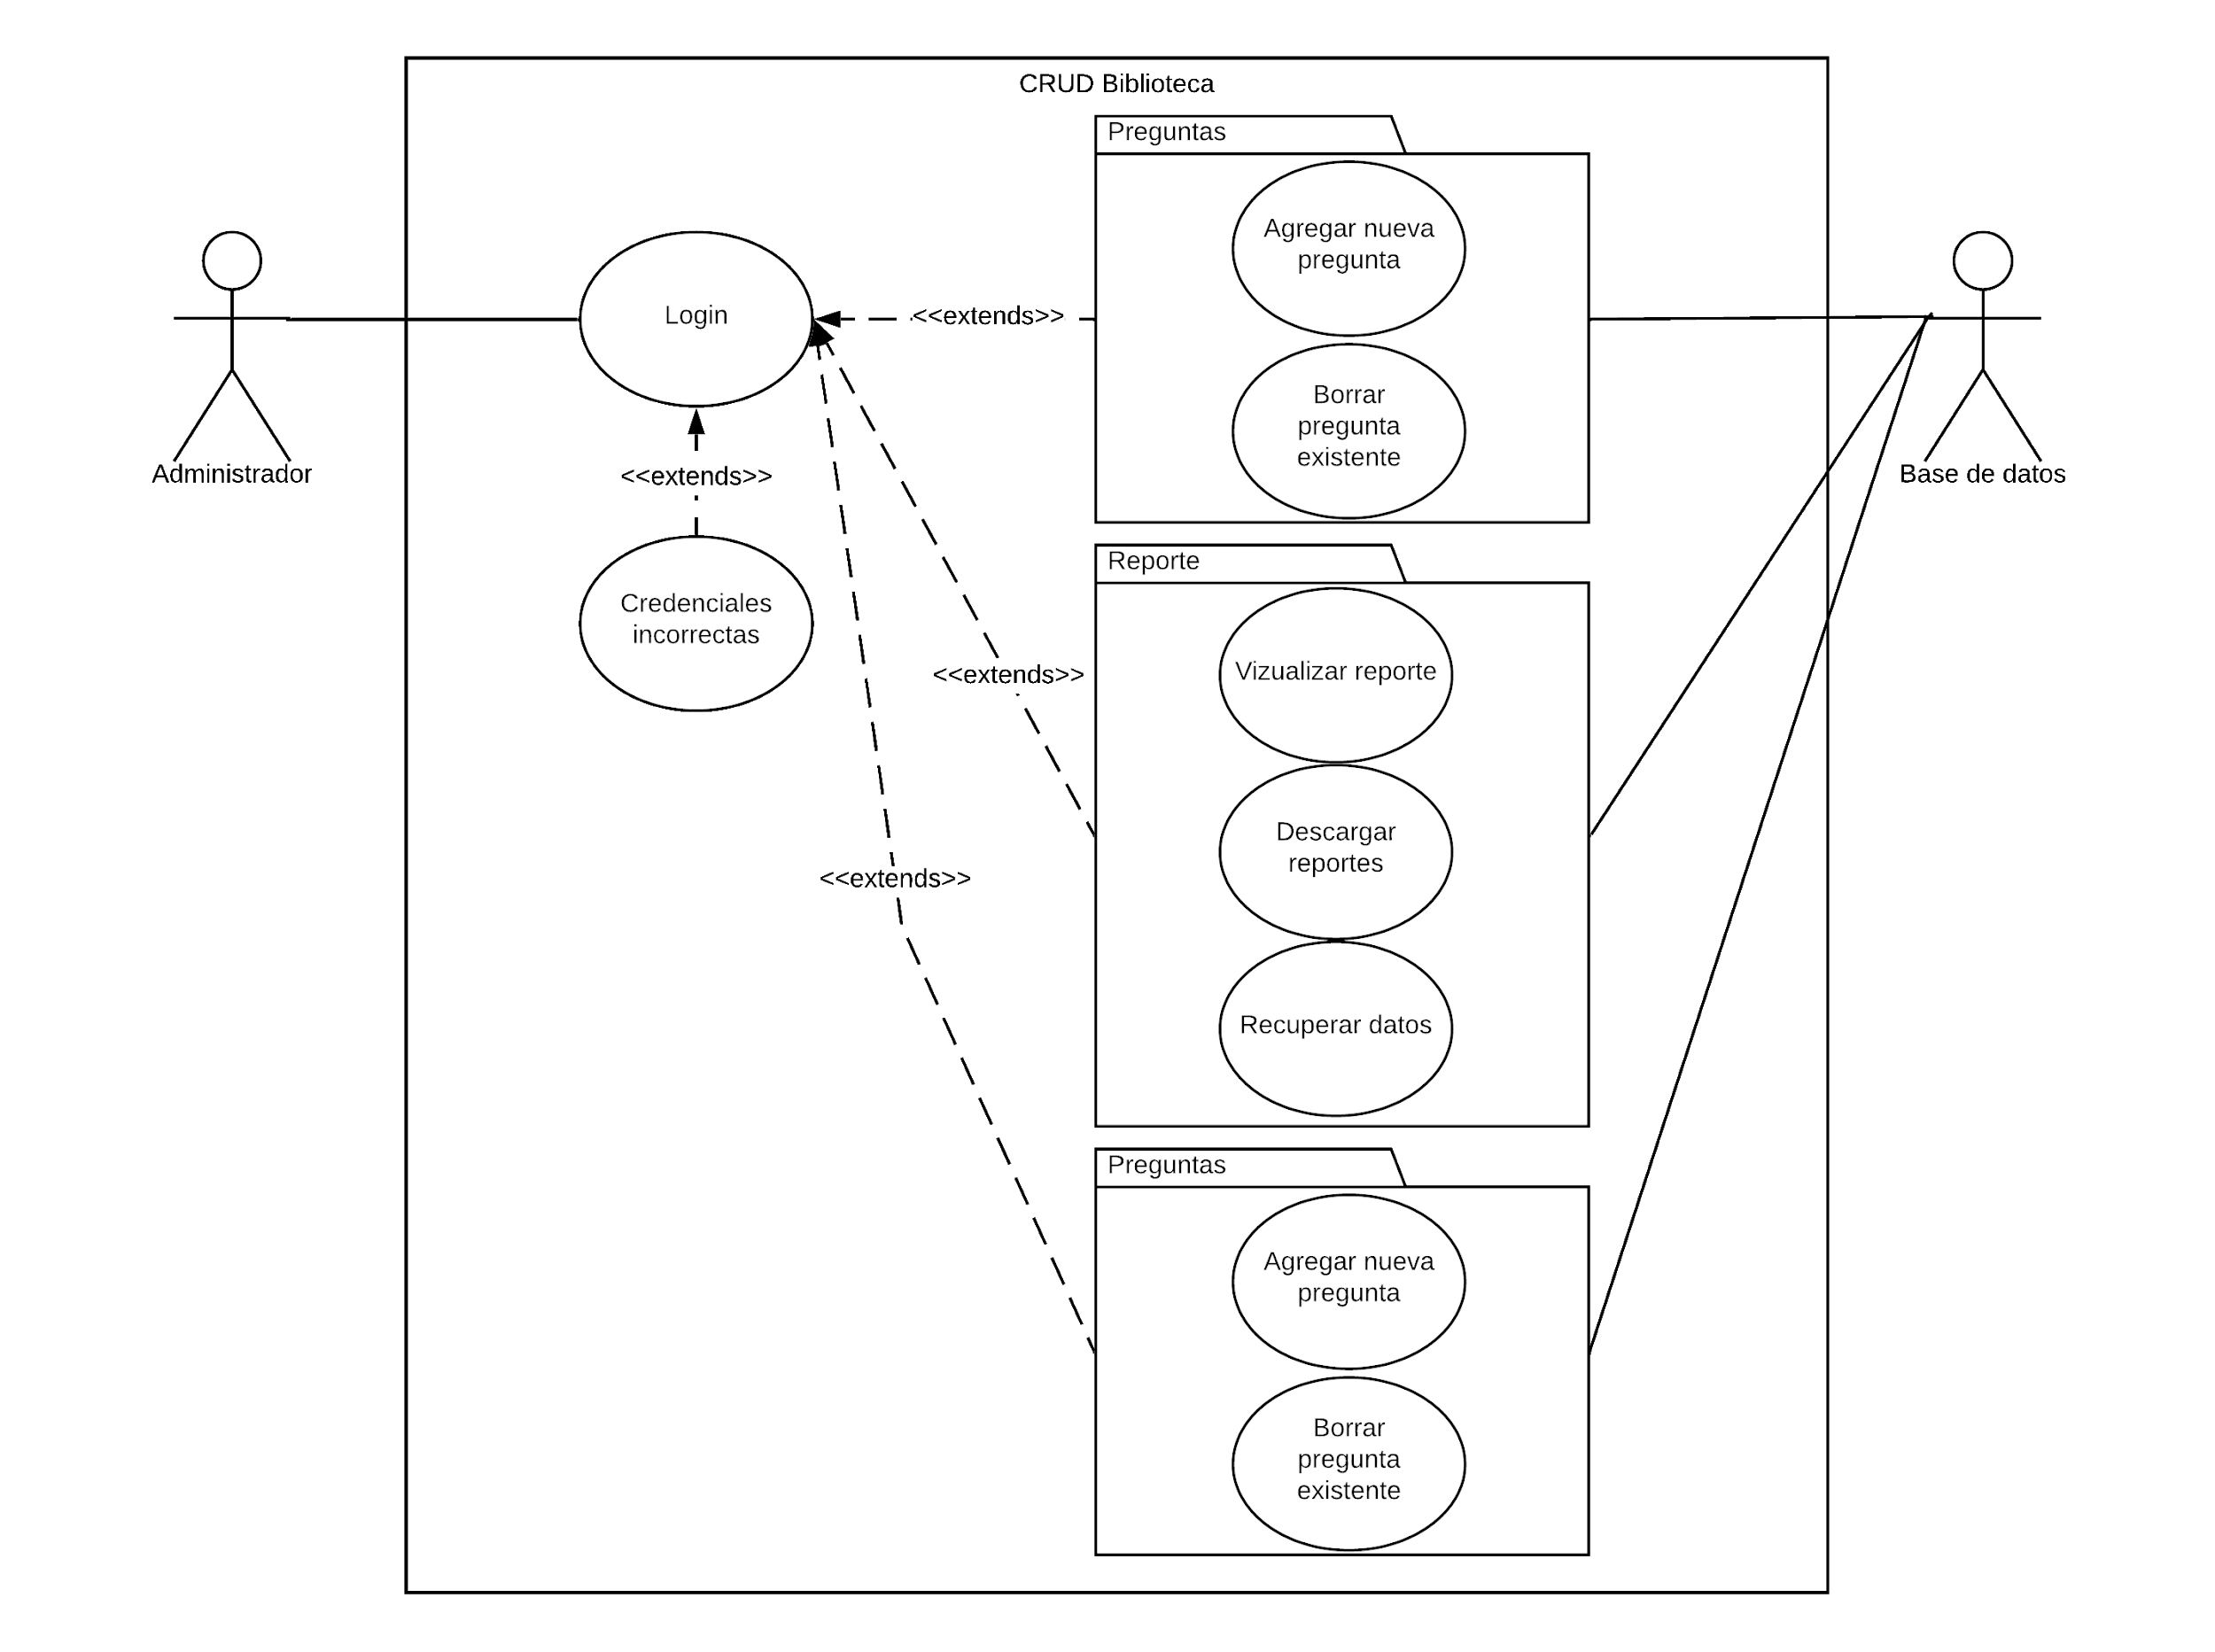 CRUD Biblioteca
Preguntas
Agregar nueva
pregunta
Login
<<extends>>
Borrar
pregunta
existente
Administrador
<<extends>>
Base de datos
Reporte
Credenciales
incorrectas
Vizualizar reporte
<<extends>>
Descargar
reportes
<<extends>>
Recuperar datos
Preguntas
Agregar nueva
pregunta
Borrar
pregunta
existente